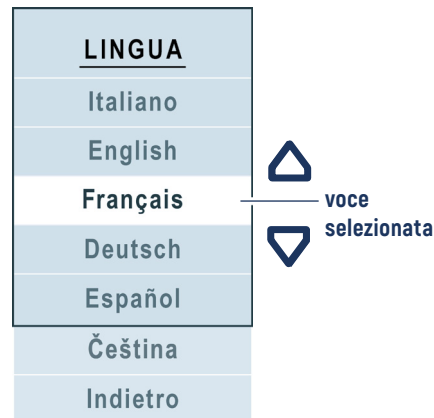 LINGUA
Italiano
English
Français
Deutsch
Español
Čeština
Indietro
voce
selezionata